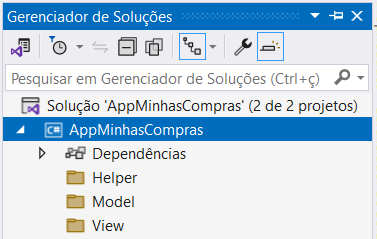 Gerenciador de Soluções
Pesquisar em Gerenciador de Soluções (Ctrl+ç)
Solução 'AppMinhasCompras' (2 de 2 projetos)
C# AppMinhasCompras
Dependências
Helper
Model
View